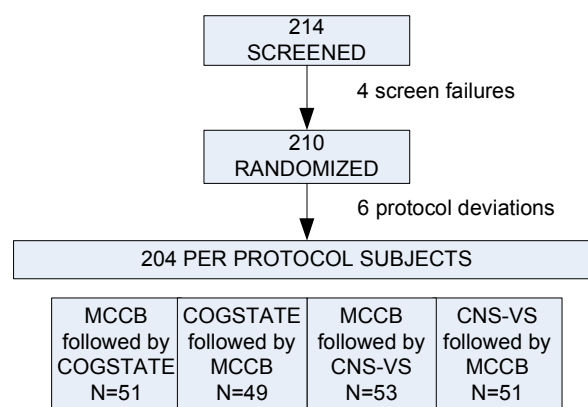 214
SCREENED
4 screen failures
210
RANDOMIZED
6 protocol deviations
204 PER PROTOCOL SUBJECTS
MCCB
followed by
COGSTATE
N=51
COGSTATE
followed by
MCCB
N=49
MCCB
followed by
CNS-VS
N=53
CNS-VS
followed by
MCCB
N=51